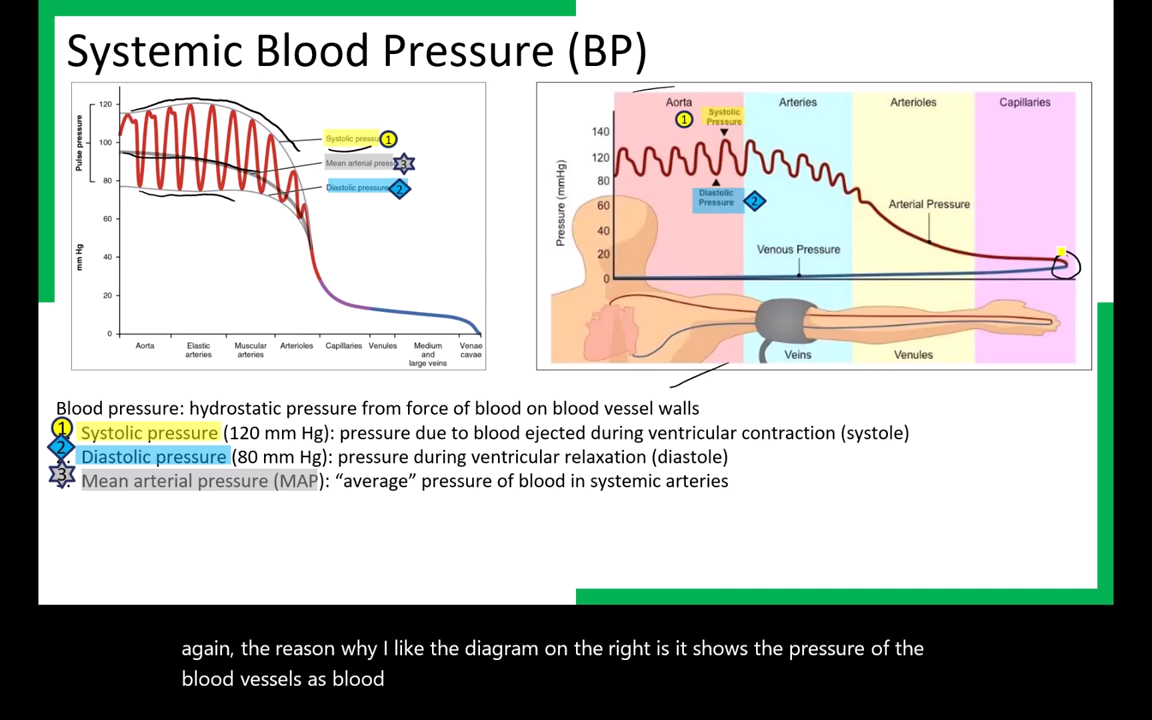 Systemic Blood Pressure (BP)
120
100
80
60
40
20
0
Pulse pressure
mm Hg
Systolic pressu 1
Mean arterial press 3
Diastolic pressure 2
Aorta
Elastic
arteries
Muscular
arteries
Arterioles
Capillaries
Venules
Medium
and
large veins
Venae
cavae
Aorta
Arteries
Arterioles
Capillaries
1
Systolic
Pressure
140
120
80
60
40
20
0
Pressure (mmHg)
Diastolic
Pressure
2
Arterial Pressure
Venous Pressure
Veins
Venules
Blood pressure: hydrostatic pressure from force of blood on blood vessel walls
1 Systolic pressure (120 mm Hg): pressure due to blood ejected during ventricular contraction (systole)
2 Diastolic pressure (80 mm Hg): pressure during ventricular relaxation (diastole)
3 Mean arterial pressure (MAP): “average” pressure of blood in systemic arteries
again, the reason why I like the diagram on the right is it shows the pressure of the
blood vessels as blood